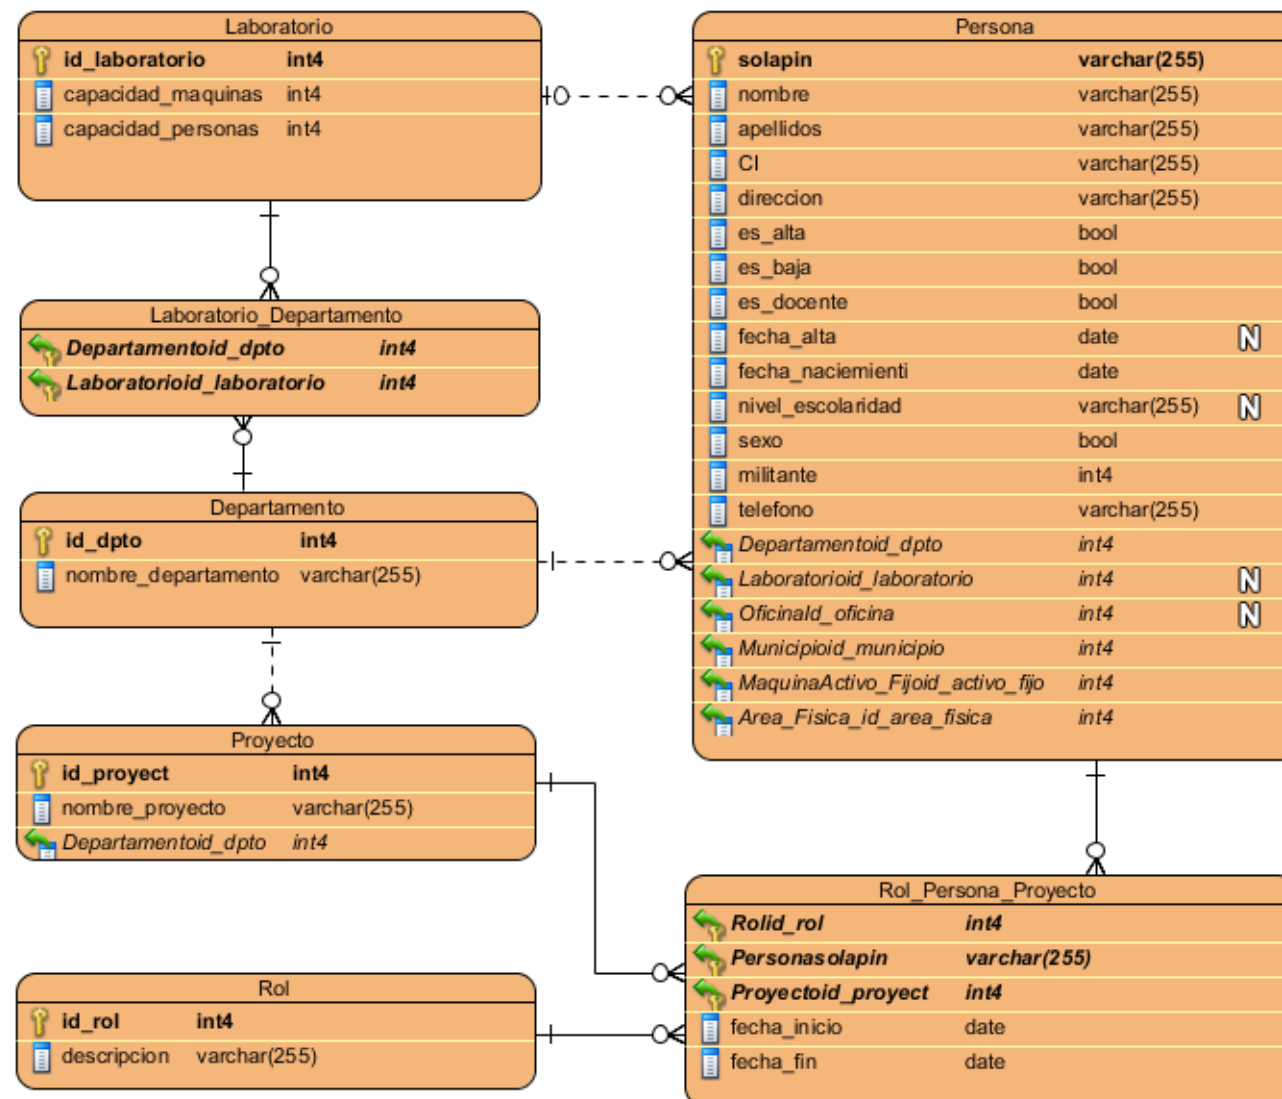 Laboratorio
id_laboratorio int4
capacidad_maquinas int4
capacidad_personas int4
Laboratorio_Departamento
Departamentoid_dpto int4
Laboratorioid_laboratorio int4
Departamento
id_dpto int4
nombre_departamento varchar(255)
Proyecto
id_proyect int4
nombre_proyecto varchar(255)
Departamentoid_dpto int4
Rol
id_rol int4
descripcion varchar(255)
Persona
solapin varchar(255)
nombre varchar(255)
apellidos varchar(255)
CI varchar(255)
direccion varchar(255)
es_alta bool
es_baja bool
es_docente bool
fecha_alta date N
fecha_naciemienti date
nivel_escolaridad varchar(255) N
sexo bool
militante int4
telefono varchar(255)
Departamentoid_dpto int4
Laboratorioid_laboratorio int4 N
OficinaId_oficina int4 N
Municipioid_municipio int4
MaquinaActivo_Fijoid_activo_fijo int4
Area_Fisica_id_area_fisica int4
Rol_Persona_Proyecto
Rolid_rol int4
Personasolapin varchar(255)
Proyectoid_proyect int4
fecha_inicio date
fecha_fin date